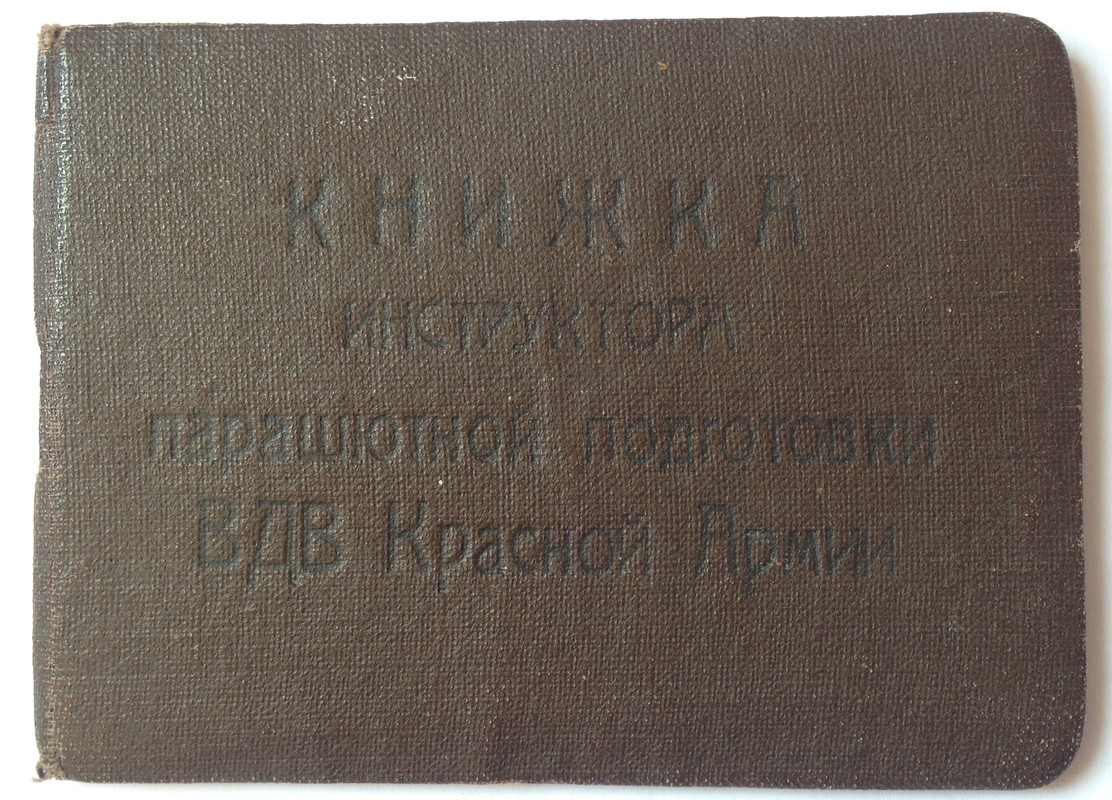 КНИЖКА
ИНСТРУКТОРА
парашютной подготовки
ВДВ Красной Армии